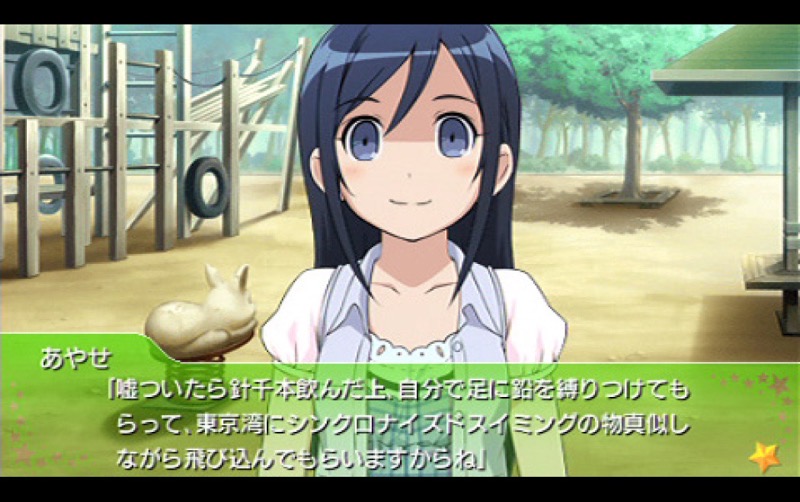 あやせ
「嘘ついたら針千本飲んだ上、自分で足に鉛を縛りつけても
らって、東京湾にシンクロナイズドスイミングの物真似し
ながら飛び込んでもらいますからね」